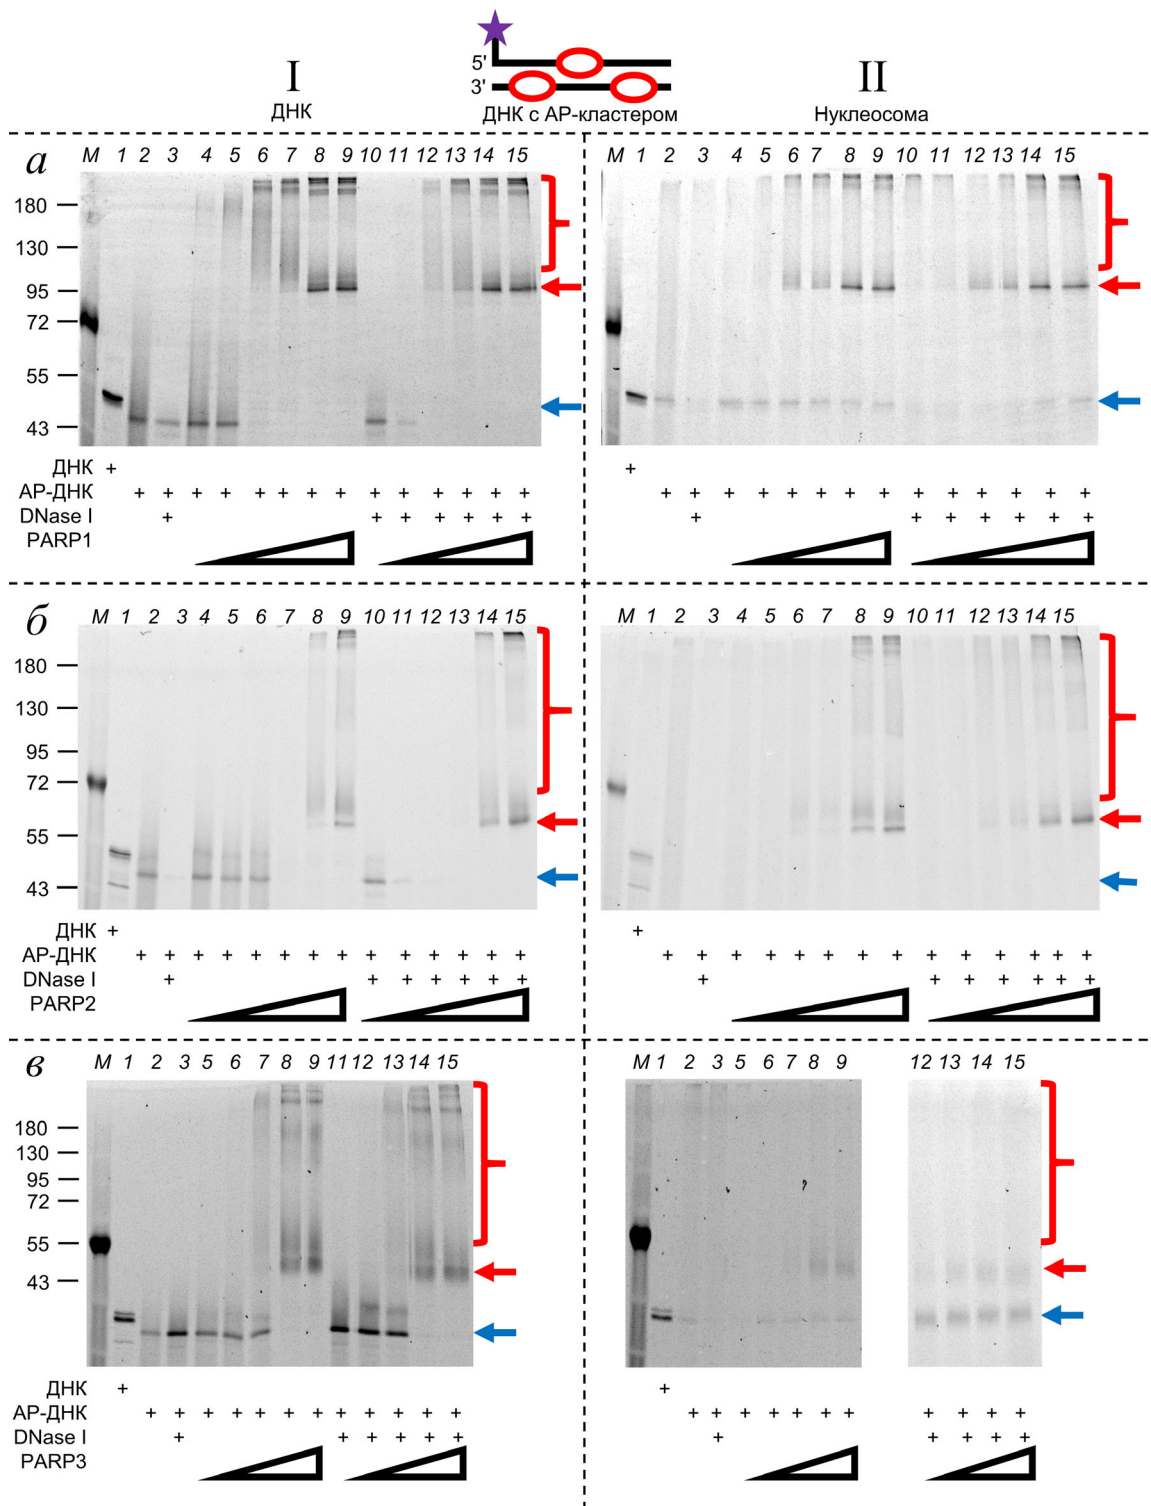 I
ДНК
5'
3'
ДНК с АР-кластером
II
Нуклеосома
а
M 1 2 3 4 5 6 7 8 9 10 11 12 13 14 15
M 1 2 3 4 5 6 7 8 9 10 11 12 13 14 15
180
130
95
72
55
43
ДНК + +
АР-ДНК + + + + + + + + + + + + + + + + + + + + + + + + + + + +
DNase I + + + + + + + + + + + + + +
PARP1
б
M 1 2 3 4 5 6 7 8 9 10 11 12 13 14 15
M 1 2 3 4 5 6 7 8 9 10 11 12 13 14 15
180
130
95
72
55
43
ДНК + +
АР-ДНК + + + + + + + + + + + + + + + + + + + + + + + + + + + +
DNase I + + + + + + + + + + + + + +
PARP2
в
M 1 2 3 5 6 7 8 9 11 12 13 14 15
M 1 2 3 5 6 7 8 9 12 13 14 15
180
130
95
72
55
43
ДНК + +
АР-ДНК + + + + + + + + + + + + + + + + + + + + + + +
DNase I + + + + + + + + + + +
PARP3